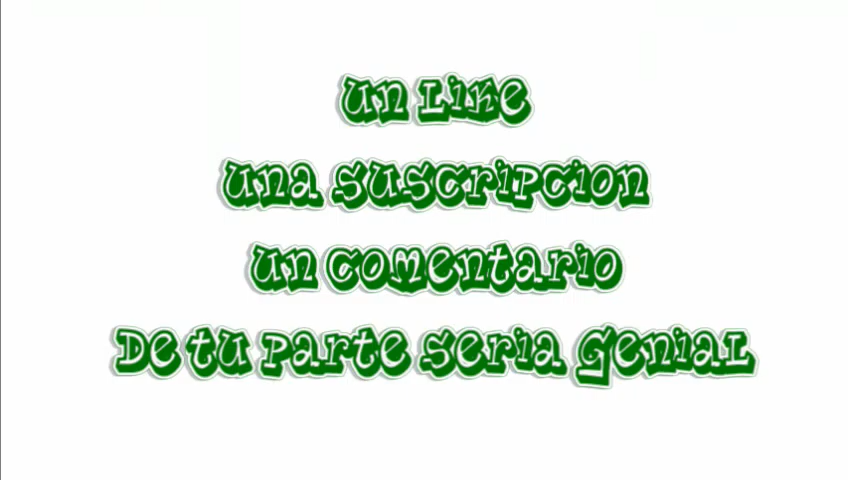 un Like
una suscripcion
un comentario
De tu parte seria Genial